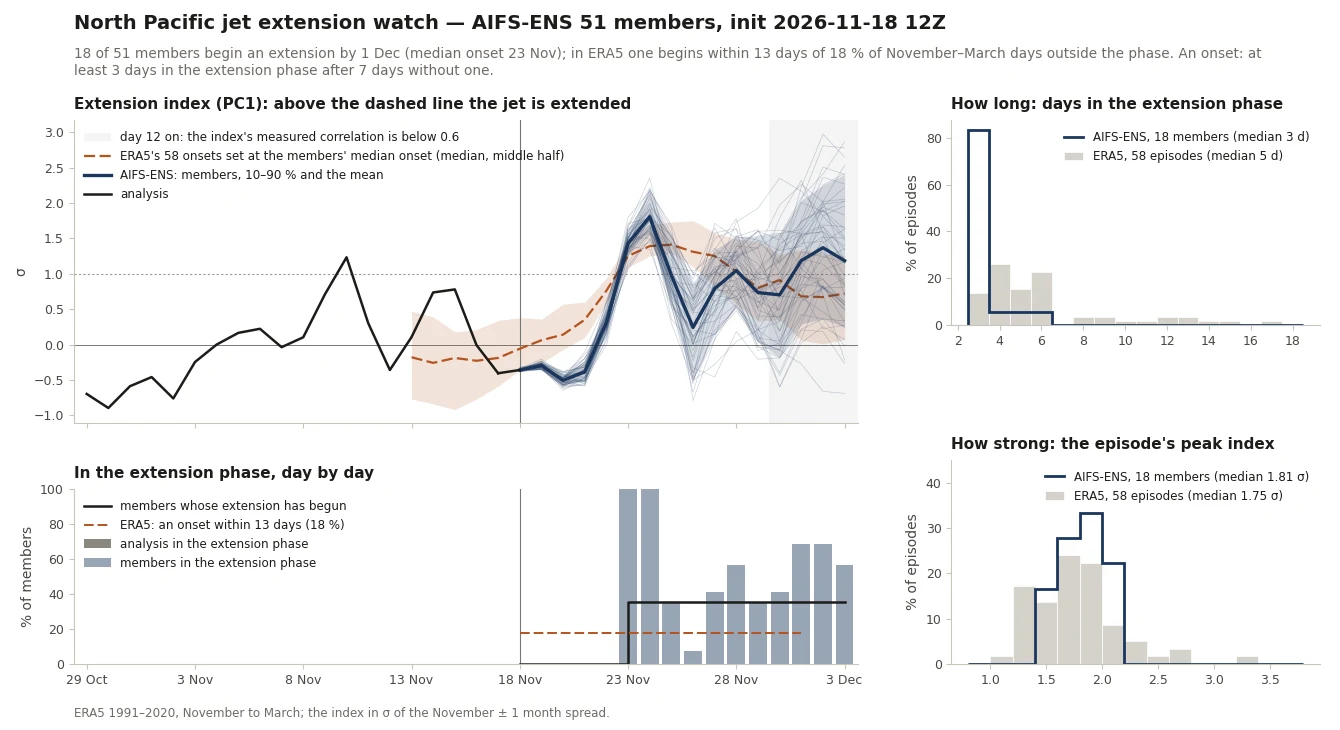 North Pacific jet extension watch — AIFS-ENS 51 members, init 2026-11-18 12Z
18 of 51 members begin an extension by 1 Dec (median onset 23 Nov); in ERA5 one begins within 13 days of 18 % of November–March days outside the phase. An onset: at
least 3 days in the extension phase after 7 days without one.
Extension index (PC1): above the dashed line the jet is extended
day 12 on: the index's measured correlation is below 0.6
ERA5's 58 onsets set at the members' median onset (median, middle half)
AIFS-ENS: members, 10–90 % and the mean
analysis
3.0
2.5
2.0
1.5
1.0
0.5
0.0
−0.5
−1.0
σ
How long: days in the extension phase
AIFS-ENS, 18 members (median 3 d)
ERA5, 58 episodes (median 5 d)
80
60
40
20
0
% of episodes
2 4 6 8 10 12 14 16 18
In the extension phase, day by day
members whose extension has begun
ERA5: an onset within 13 days (18 %)
analysis in the extension phase
members in the extension phase
100
80
60
40
20
0
% of members
29 Oct 3 Nov 8 Nov 13 Nov 18 Nov 23 Nov 28 Nov 3 Dec
How strong: the episode's peak index
AIFS-ENS, 18 members (median 1.81 σ)
ERA5, 58 episodes (median 1.75 σ)
40
30
20
10
0
% of episodes
1.0 1.5 2.0 2.5 3.0 3.5
ERA5 1991–2020, November to March; the index in σ of the November ± 1 month spread.